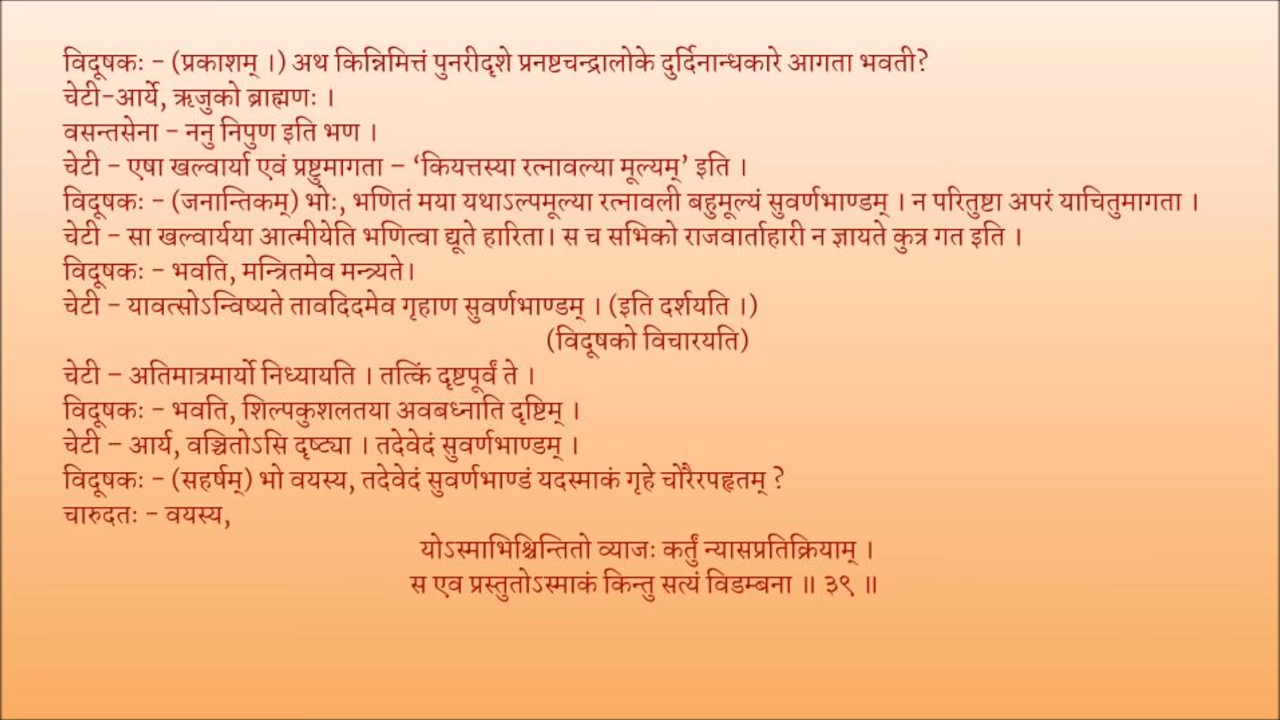 विदूषकः - (प्रकाशम् ।) अथ किन्निमित्तं पुनरीदृशे प्रनष्टचन्द्रालोके दुर्दिनान्धकारे आगता भवती?
चेटी-आर्ये, ऋजुको ब्राह्मणः ।
वसन्तसेना - ननु निपुण इति भण ।
चेटी - एषा खल्वार्या एवं प्रष्टुमागता – ‘कियत्तस्या रत्नावल्या मूल्यम्’ इति ।
विदूषकः - (जनान्तिकम्) भोः, भणितं मया यथाऽल्पमूल्या रत्नावली बहुमूल्यं सुवर्णभाण्डम् । न परितुष्टा अपरं याचितुमागता ।
चेटी - सा खल्वार्यया आत्मीयेति भणित्वा द्यूते हारिता। स च सभिको राजवार्ताहारी न ज्ञायते कुत्र गत इति ।
विदूषकः - भवति, मन्त्रितमेव मन्त्र्यते।
चेटी - यावत्सोऽन्विष्यते तावदिदमेव गृहाण सुवर्णभाण्डम् । (इति दर्शयति ।)
(विदूषको विचारयति)
चेटी – अतिमात्रमार्यो निध्यायति । तत्किं दृष्टपूर्वं ते ।
विदूषकः - भवति, शिल्पकुशलतया अवबध्नाति दृष्टिम् ।
चेटी – आर्य, वञ्चितोऽसि दृष्ट्या । तदेवेदं सुवर्णभाण्डम् ।
विदूषकः - (सहर्षम्) भो वयस्य, तदेवेदं सुवर्णभाण्डं यदस्माकं गृहे चोरैरपहृतम् ?
चारुदतः - वयस्य,
योऽस्माभिश्चिन्तितो व्याजः कर्तुं न्यासप्रतिक्रियाम् ।
स एव प्रस्तुतोऽस्माकं किन्तु सत्यं विडम्बना ॥ ३९ ॥